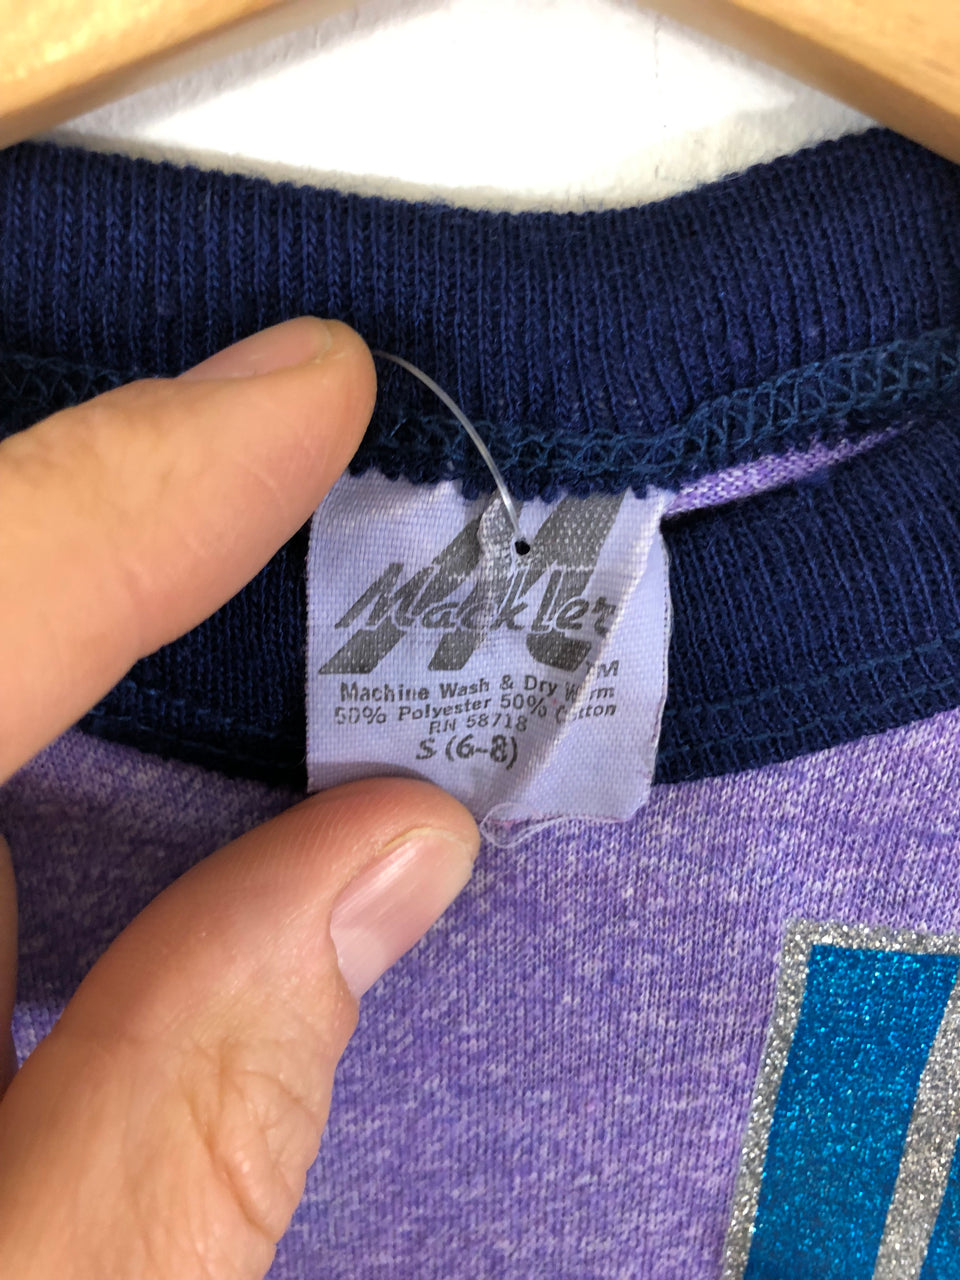 Mackler
TM
Machine Wash & Dry Warm
50% Polyester 50% Cotton
RN 58718
S (6-8)